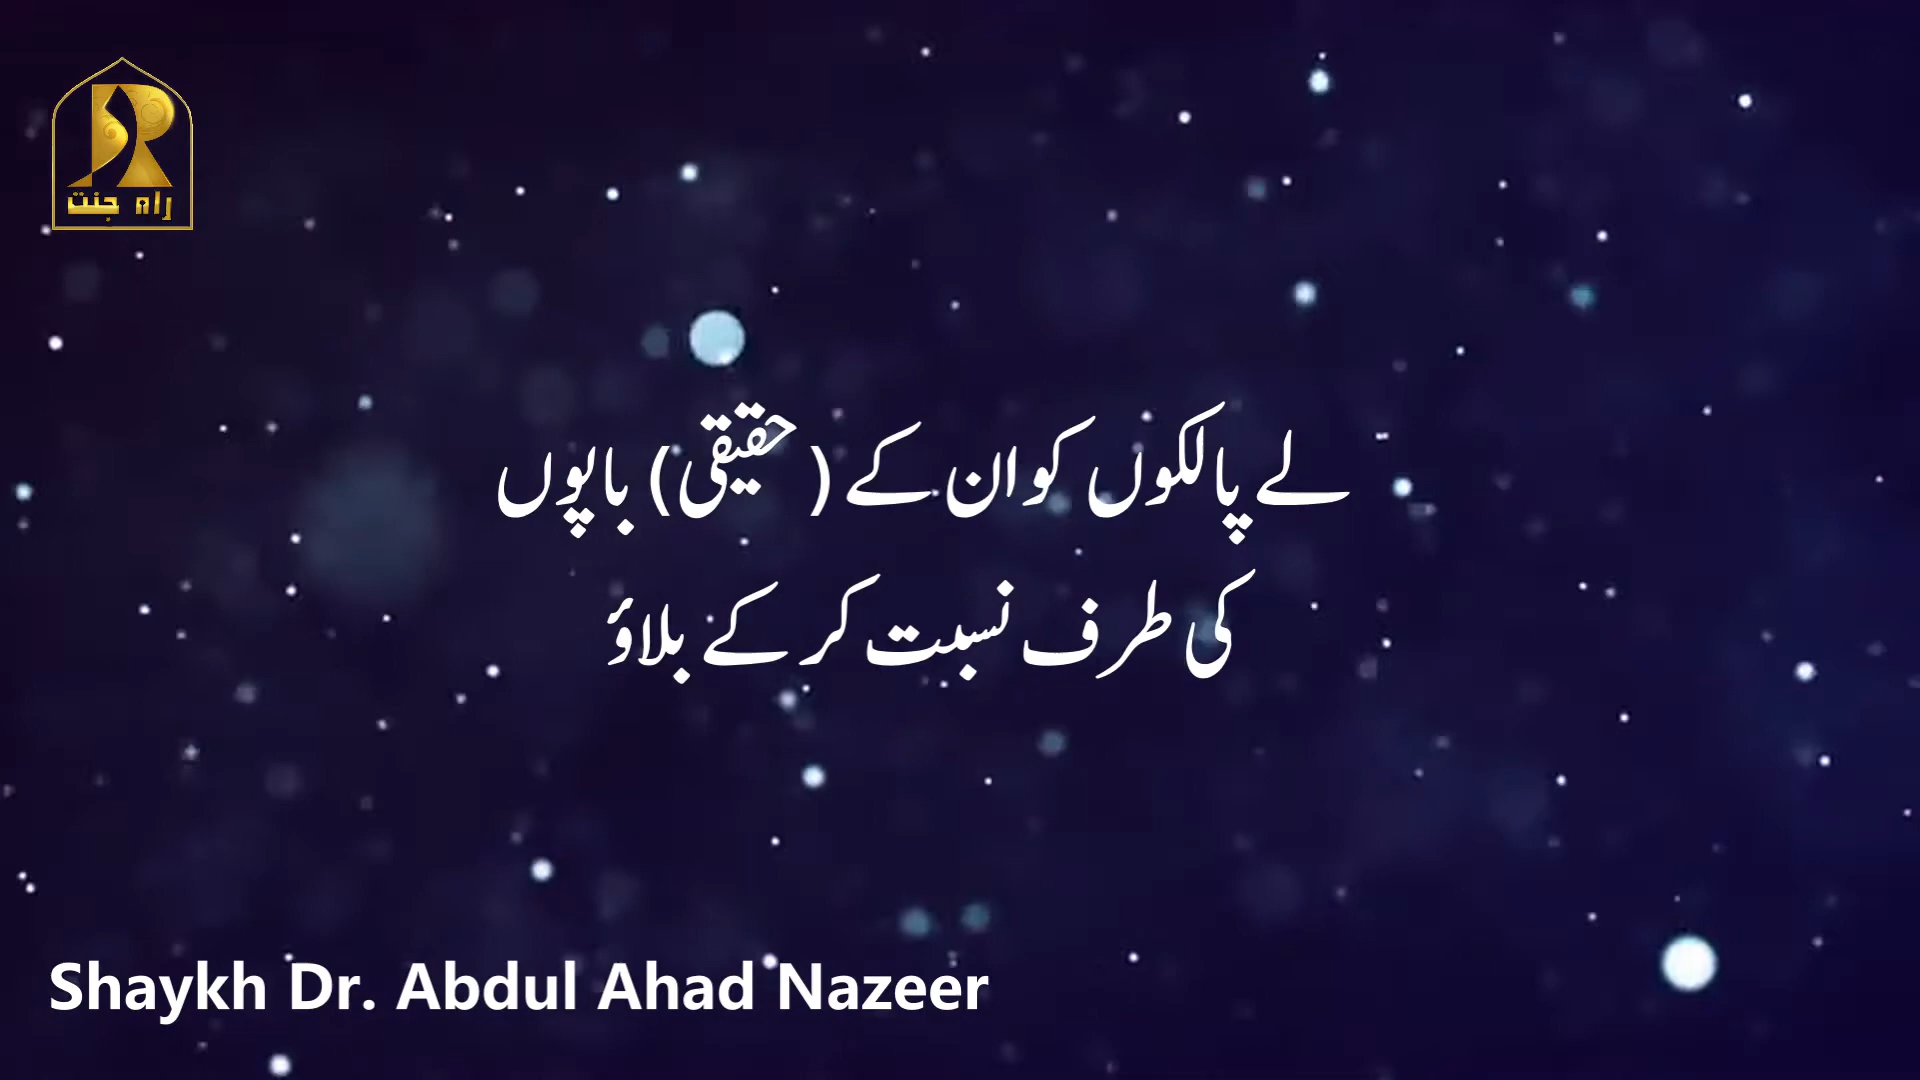 راہ جنت
لے پالکوں کو ان کے (حقیقی) باپوں
کی طرف نسبت کر کے بلاؤ
Shaykh Dr. Abdul Ahad Nazeer